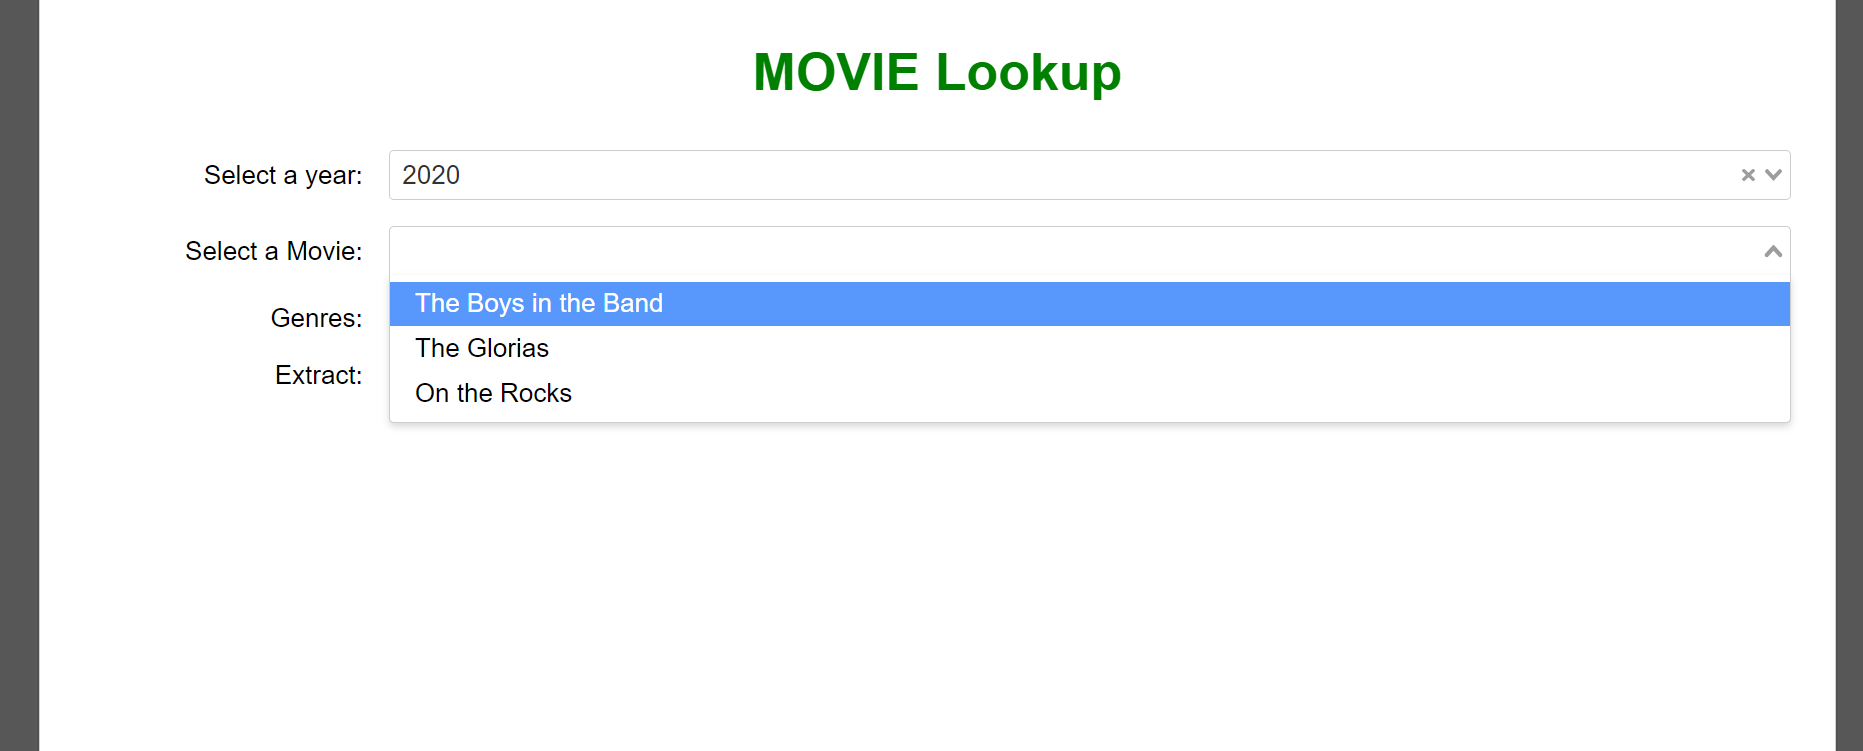 MOVIE Lookup
Select a year: 2020
Select a Movie:
The Boys in the Band
Genres:
The Glorias
Extract:
On the Rocks